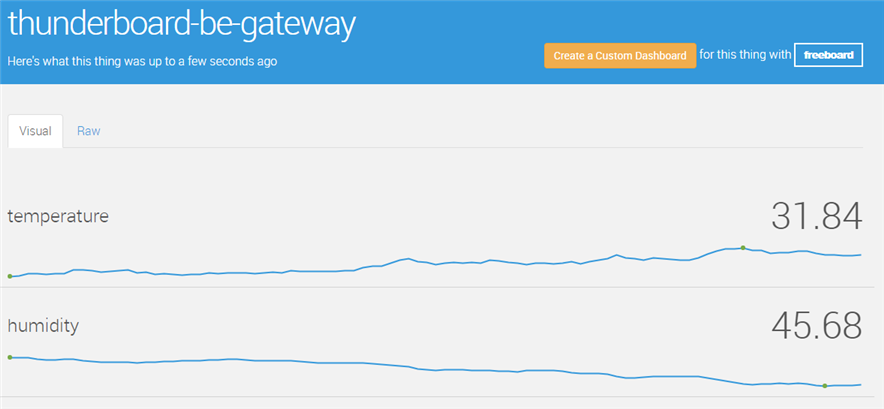 thunderboard-be-gateway
Here's what this thing was up to a few seconds ago
Create a Custom Dashboard for this thing with freeboard
Visual Raw
temperature 31.84
humidity 45.68